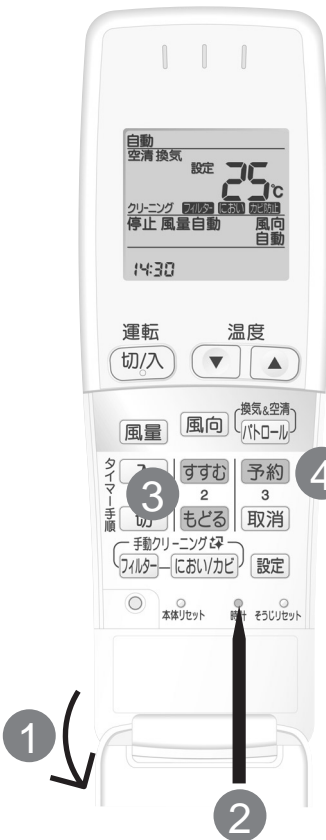 自動
空清 換気
設定 25℃
クリーニング フィルター におい カビ防止
停止 風量自動 風向
自動
14:30
運転 温度
切/入 ▼ ▲
換気&空清
風量 風向 パトロール
タイマー手順
入 すすむ 予約
3 2 3 4
切 もどる 取消
手動クリーニング
フィルター におい/カビ 設定
本体リセット 時計 そうじリセット
1
2